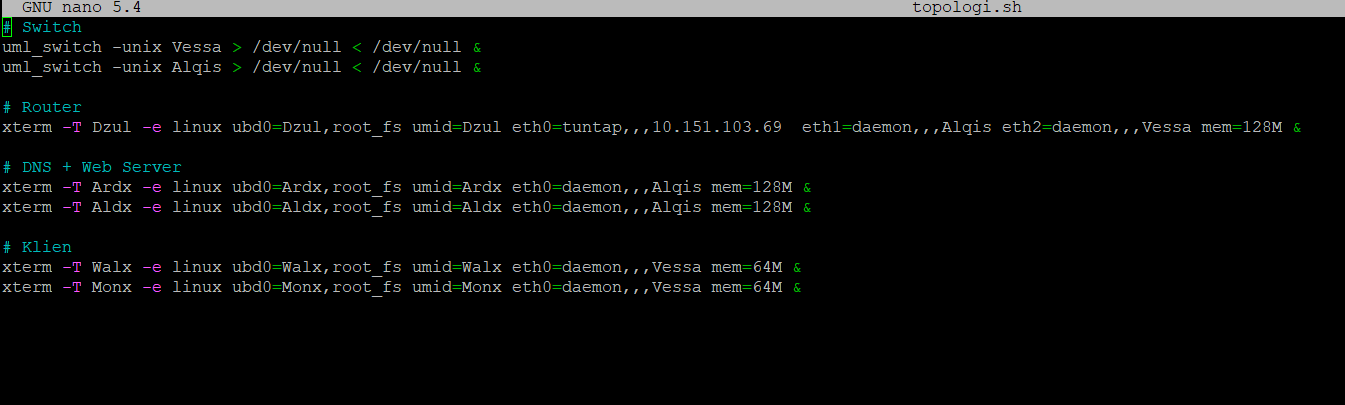 GNU nano 5.4 topologi.sh
# Switch
uml_switch -unix Vessa > /dev/null < /dev/null &
uml_switch -unix Alqis > /dev/null < /dev/null &
# Router
xterm -T Dzul -e linux ubd0=Dzul,root_fs umid=Dzul eth0=tuntap,,,10.151.103.69  eth1=daemon,,,Alqis eth2=daemon,,,Vessa mem=128M &
# DNS + Web Server
xterm -T Ardx -e linux ubd0=Ardx,root_fs umid=Ardx eth0=daemon,,,Alqis mem=128M &
xterm -T Aldx -e linux ubd0=Aldx,root_fs umid=Aldx eth0=daemon,,,Alqis mem=128M &
# Klien
xterm -T Walx -e linux ubd0=Walx,root_fs umid=Walx eth0=daemon,,,Vessa mem=64M &
xterm -T Monx -e linux ubd0=Monx,root_fs umid=Monx eth0=daemon,,,Vessa mem=64M &